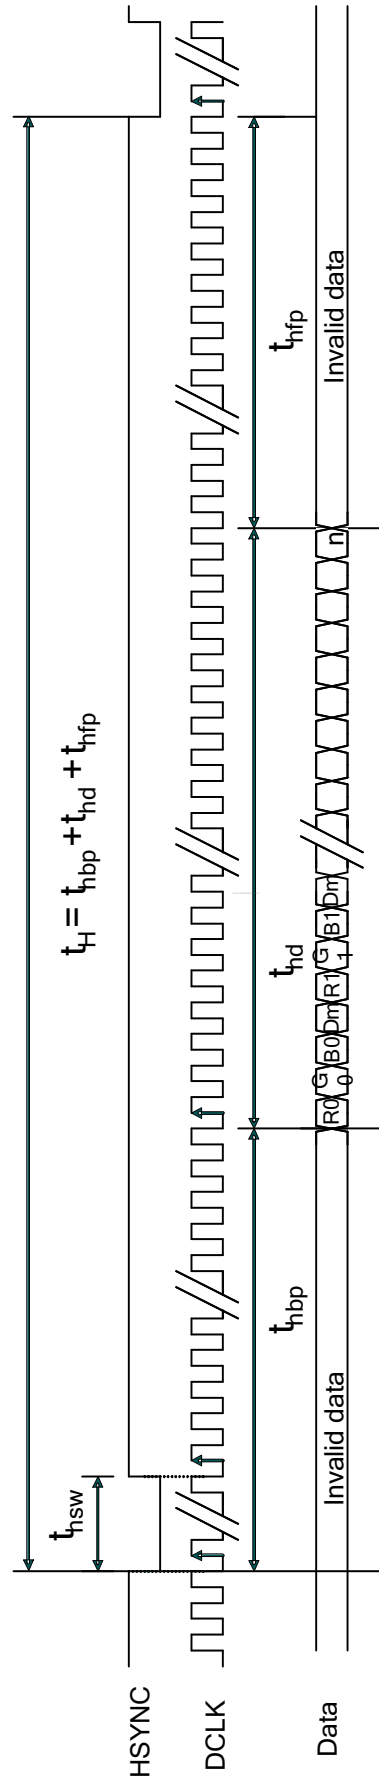 t_H = t_hbp + t_hd + t_hfp
t_hsw
HSYNC
DCLK
t_hbp
t_hd
t_hfp
Data
Invalid data
R0
G0
B0
Dm
R1
G1
B1
Dm
n
Invalid data